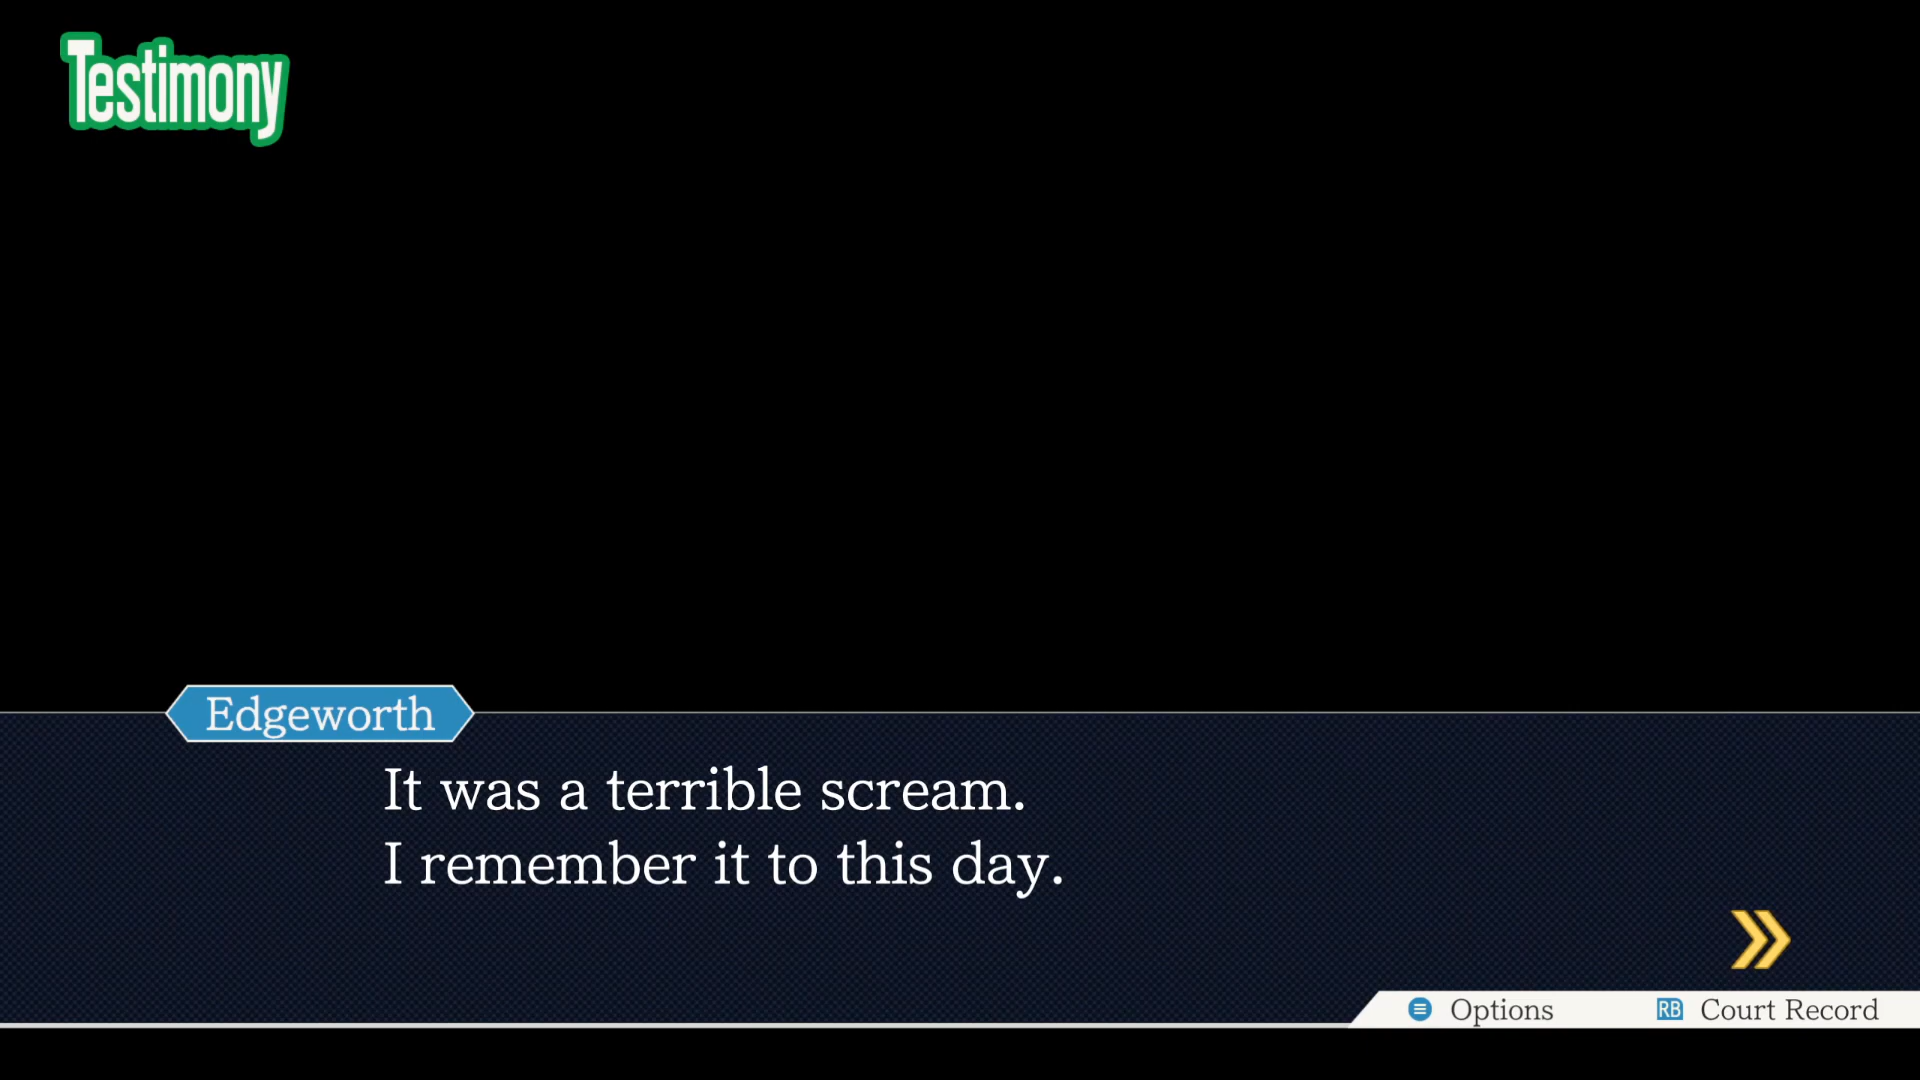 Testimony
Edgeworth
It was a terrible scream.
I remember it to this day.
Options
RB Court Record